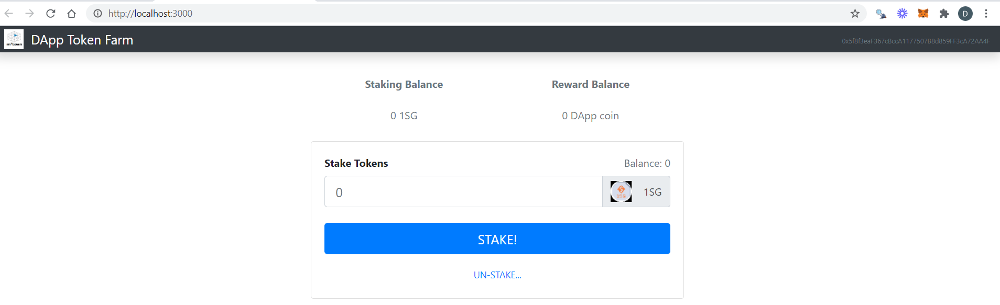 http://localhost:3000
D
DApp Token Farm
0x5f8f3eaF367cBccA1177507B8d859FF3cA72AA4F
Staking Balance
Reward Balance
0 1SG
0 DApp coin
Stake Tokens
Balance: 0
0
1SG
1SG
STAKE!
UN-STAKE...